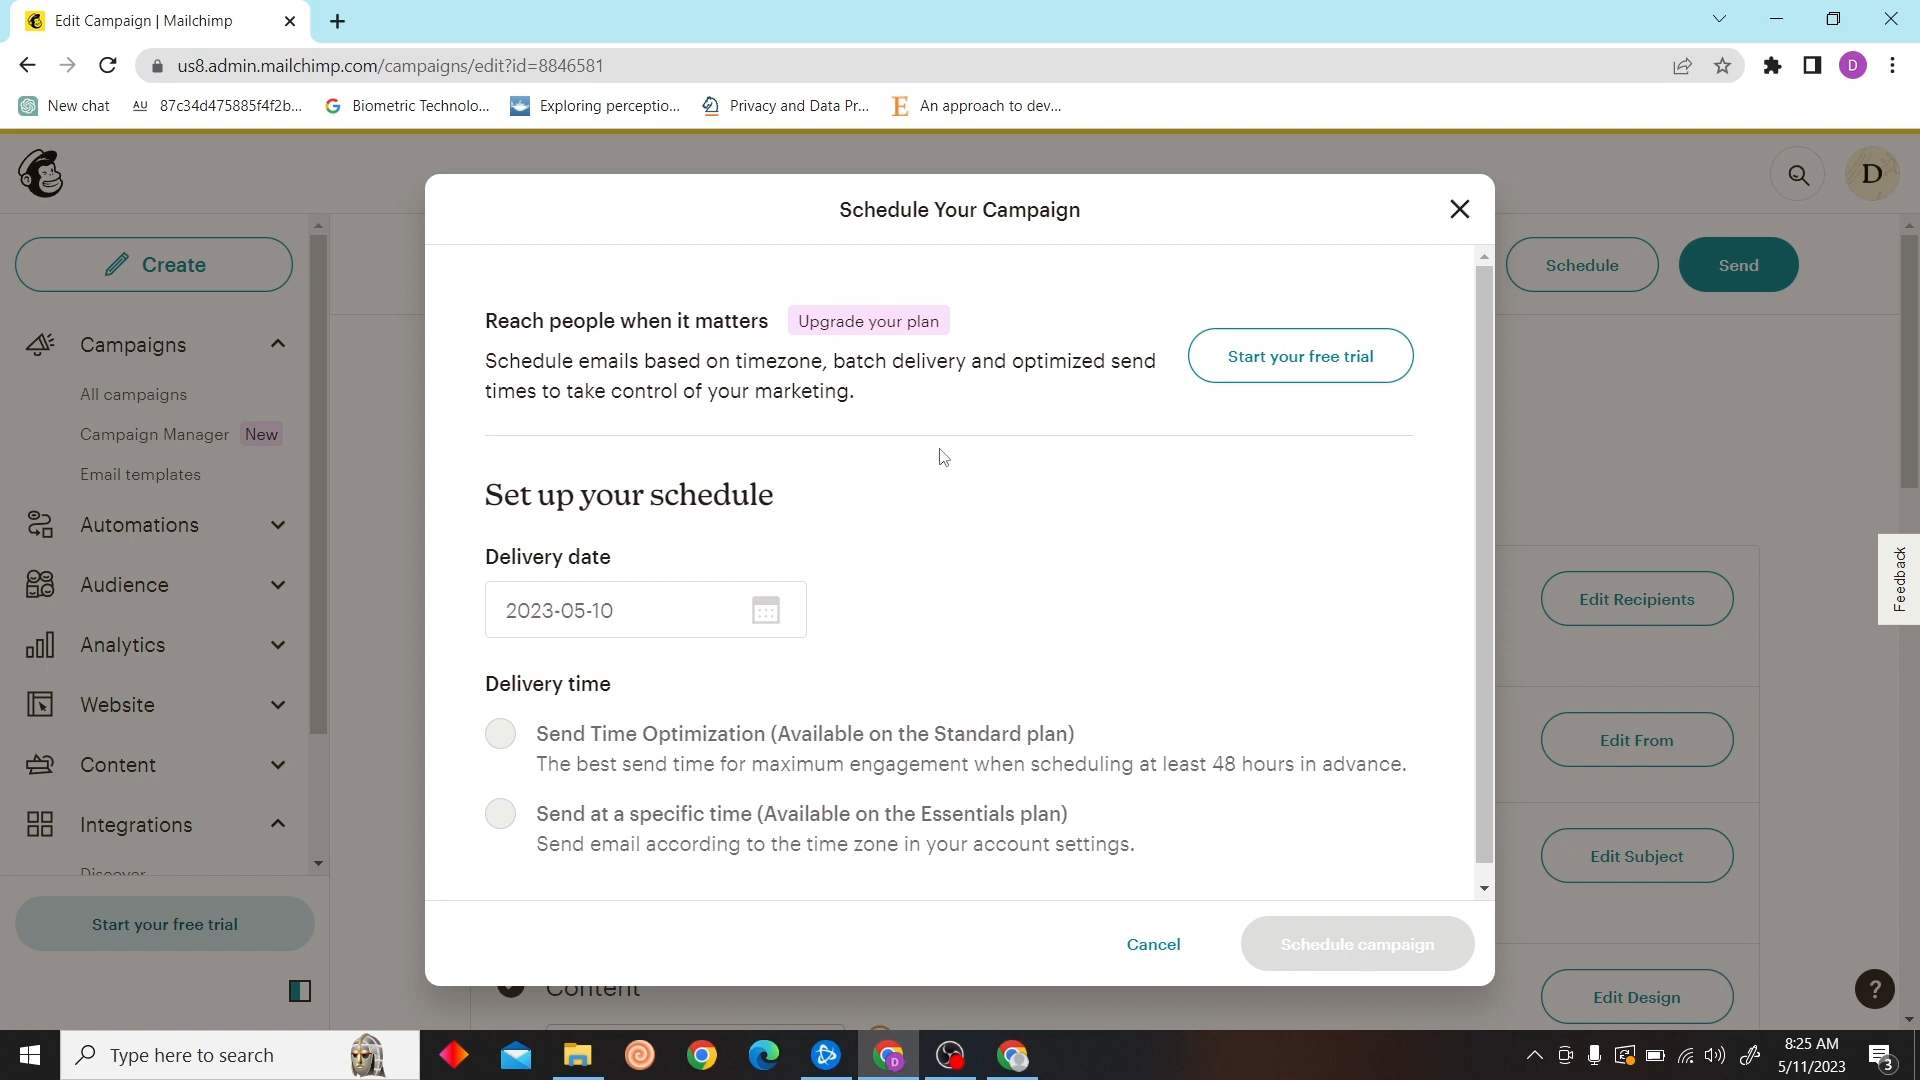 Edit Campaign | Mailchimp
us8.admin.mailchimp.com/campaigns/edit?id=8846581
D
New chat
AU 87c34d475885f4f2b...
Biometric Technolo...
Exploring perceptio...
Privacy and Data Pr...
An approach to dev...
D
Create
Campaigns
All campaigns
Campaign Manager New
Email templates
Automations
Audience
Analytics
Website
Content
Integrations
Discover
Start your free trial
Schedule Your Campaign
Reach people when it matters Upgrade your plan
Schedule emails based on timezone, batch delivery and optimized send
times to take control of your marketing.
Start your free trial
Set up your schedule
Delivery date
2023-05-10
Delivery time
Send Time Optimization (Available on the Standard plan)
The best send time for maximum engagement when scheduling at least 48 hours in advance.
Send at a specific time (Available on the Essentials plan)
Send email according to the time zone in your account settings.
Cancel
Schedule campaign
Content
Schedule
Send
Edit Recipients
Edit From
Edit Subject
Edit Design
Feedback
?
Type here to search
D
8:25 AM
5/11/2023
3